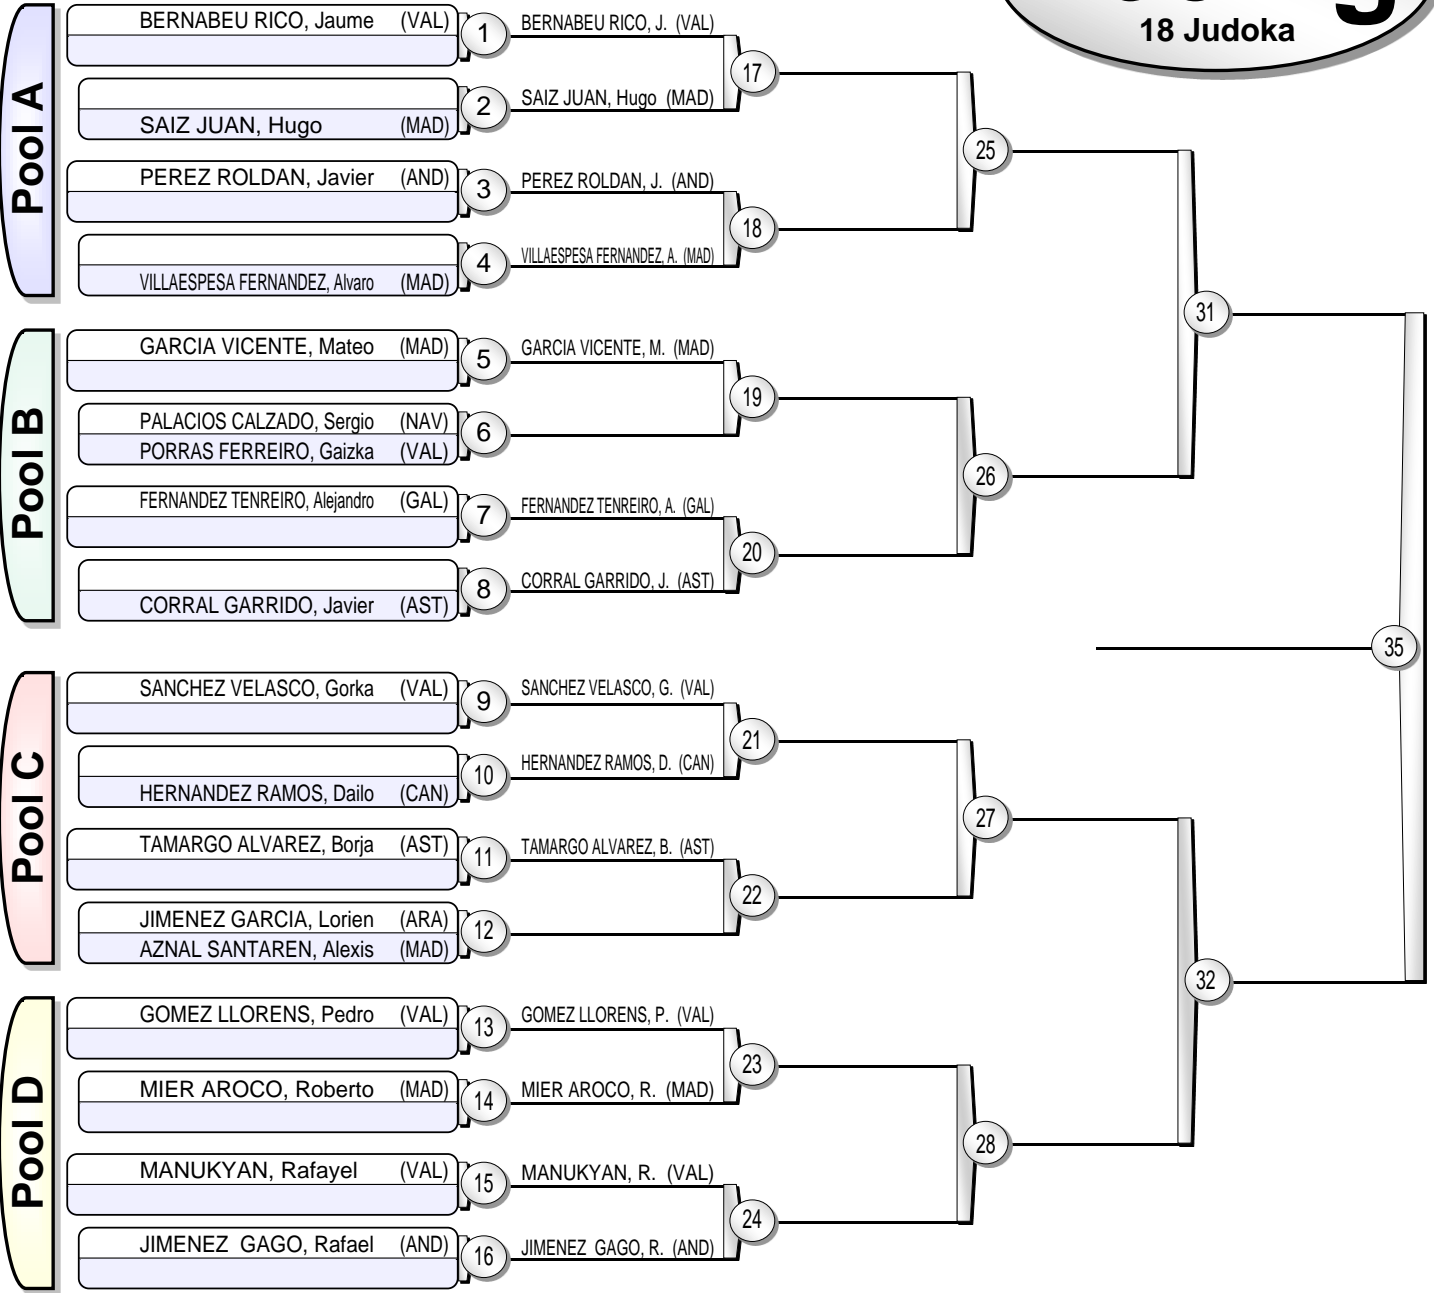 18 Judoka
Pool A
BERNABEU RICO, Jaume (VAL)
1
BERNABEU RICO, J. (VAL)
17
2
SAIZ JUAN, Hugo (MAD)
SAIZ JUAN, Hugo (MAD)
25
PEREZ ROLDAN, Javier (AND)
3
PEREZ ROLDAN, J. (AND)
18
4
VILLAESPESA FERNANDEZ, A. (MAD)
VILLAESPESA FERNANDEZ, Alvaro (MAD)
31
Pool B
GARCIA VICENTE, Mateo (MAD)
5
GARCIA VICENTE, M. (MAD)
19
PALACIOS CALZADO, Sergio (NAV)
6
PORRAS FERREIRO, Gaizka (VAL)
26
FERNANDEZ TENREIRO, Alejandro (GAL)
7
FERNANDEZ TENREIRO, A. (GAL)
20
8
CORRAL GARRIDO, J. (AST)
CORRAL GARRIDO, Javier (AST)
35
Pool C
SANCHEZ VELASCO, Gorka (VAL)
9
SANCHEZ VELASCO, G. (VAL)
21
10
HERNANDEZ RAMOS, D. (CAN)
HERNANDEZ RAMOS, Dailo (CAN)
27
TAMARGO ALVAREZ, Borja (AST)
11
TAMARGO ALVAREZ, B. (AST)
22
JIMENEZ GARCIA, Lorien (ARA)
12
AZNAL SANTAREN, Alexis (MAD)
32
Pool D
GOMEZ LLORENS, Pedro (VAL)
13
GOMEZ LLORENS, P. (VAL)
23
MIER AROCO, Roberto (MAD)
14
MIER AROCO, R. (MAD)
28
MANUKYAN, Rafayel (VAL)
15
MANUKYAN, R. (VAL)
24
JIMENEZ  GAGO, Rafael (AND)
16
JIMENEZ  GAGO, R. (AND)